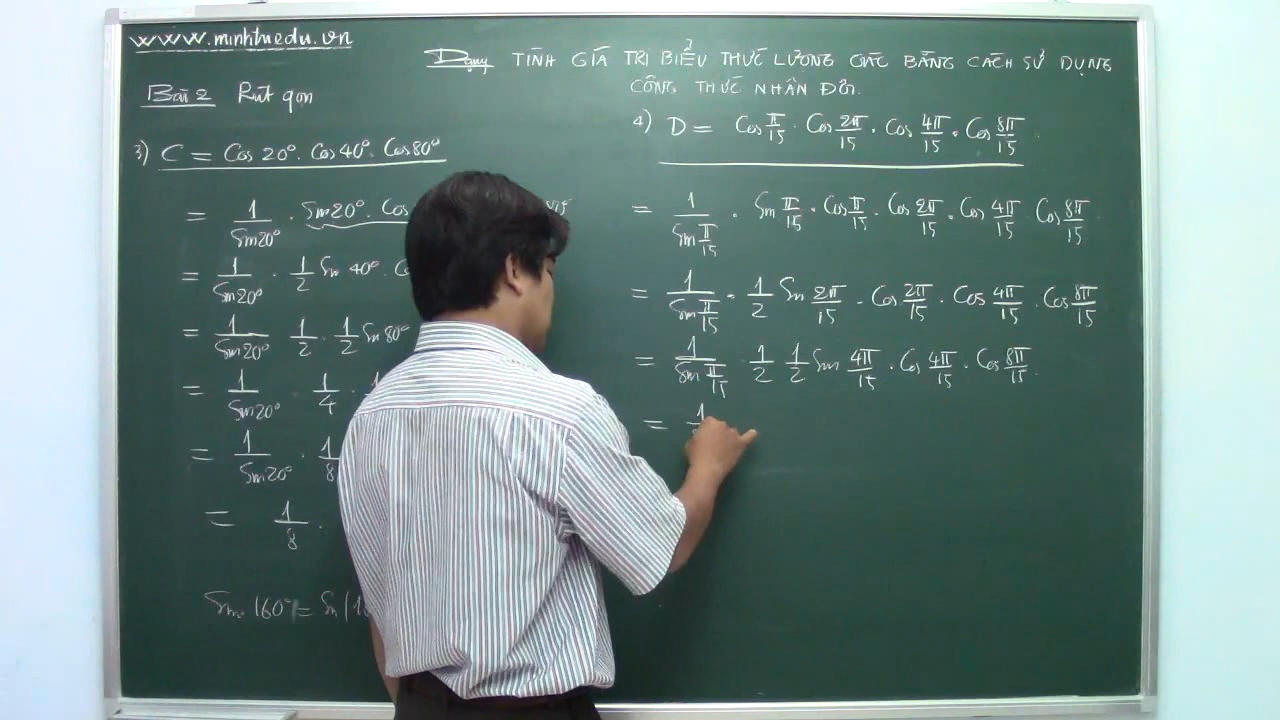 www.minhtuedu.vn
Dạng TÍNH GIÁ TRỊ BIỂU THỨC LƯỢNG GIÁC BẰNG CÁCH SỬ DỤNG
CÔNG THỨC NHÂN ĐÔI.
Bài 2 Rút gọn
3) C = Cos 20°. Cos 40°. Cos 80°
= 1/Sin20° . Sin20°. Cos
= 1/Sin20° . 1/2 Sin 40°. Co
= 1/Sin20° 1/2 . 1/2 Sin 80°
= 1/Sin20° 1/4 .
= 1/Sin20° . 1/8
= 1/8 .
Sin 160° = Sin (18
4) D = Cos π/15 . Cos 2π/15 . Cos 4π/15 . Cos 8π/15
= 1/Sin π/15 . Sin π/15 . Cos π/15 . Cos 2π/15 . Cos 4π/15 Cos 8π/15
= 1/Sin π/15 . 1/2 Sin 2π/15 . Cos 2π/15 . Cos 4π/15 . Cos 8π/15
= 1/Sin π/15 . 1/2 1/2 Sin 4π/15 . Cos 4π/15 . Cos 8π/15
= 1